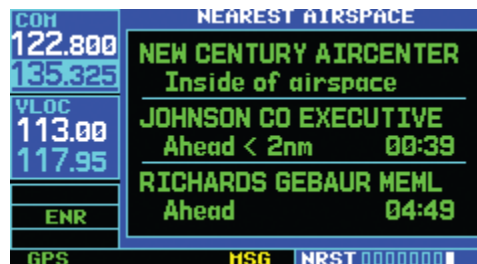 COM
122.800
135.325
VLOC
113.00
117.95
ENR
GPS
NEAREST AIRSPACE
NEW CENTURY AIRCENTER
Inside of airspace
JOHNSON CO EXECUTIVE
Ahead < 2nm 00:39
RICHARDS GEBAUR MEML
Ahead 04:49
MSG NRST